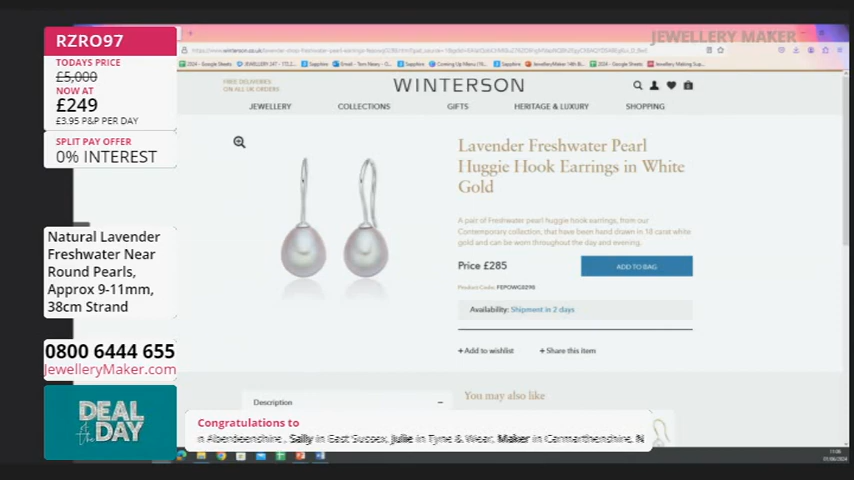 RZRO97
TODAYS PRICE
£5,000
NOW AT
£249
£3.95 P&P PER DAY
SPLIT PAY OFFER
0% INTEREST
Natural Lavender
Freshwater Near
Round Pearls,
Approx 9-11mm,
38cm Strand
0800 6444 655
JewelleryMaker.com
DEAL
of the
DAY
JEWELLERY MAKER
FREE DELIVERIES
ON ALL UK ORDERS
WINTERSON
JEWELLERY COLLECTIONS GIFTS HERITAGE & LUXURY SHOPPING
Lavender Freshwater Pearl
Huggie Hook Earrings in White
Gold
A pair of Freshwater pearl huggie hook earrings, from our
Contemporary collection, that have been hand drawn in 18 carat white
gold and can be worn throughout the day and evening.
Price £285
ADD TO BAG
Product Code:
Availability: Shipment in 2 days
+Add to wishlist +Share this item
Description −
You may also like
Congratulations to
n Aberdeenshire, Sally in East Sussex, Julie in Tyne & Wear, Maker in Carmarthenshire, N
11:06